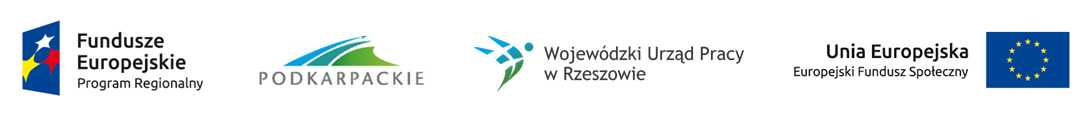 Fundusze
Europejskie
Program Regionalny
PODKARPACKIE
Wojewódzki Urząd Pracy
w Rzeszowie
Unia Europejska
Europejski Fundusz Społeczny